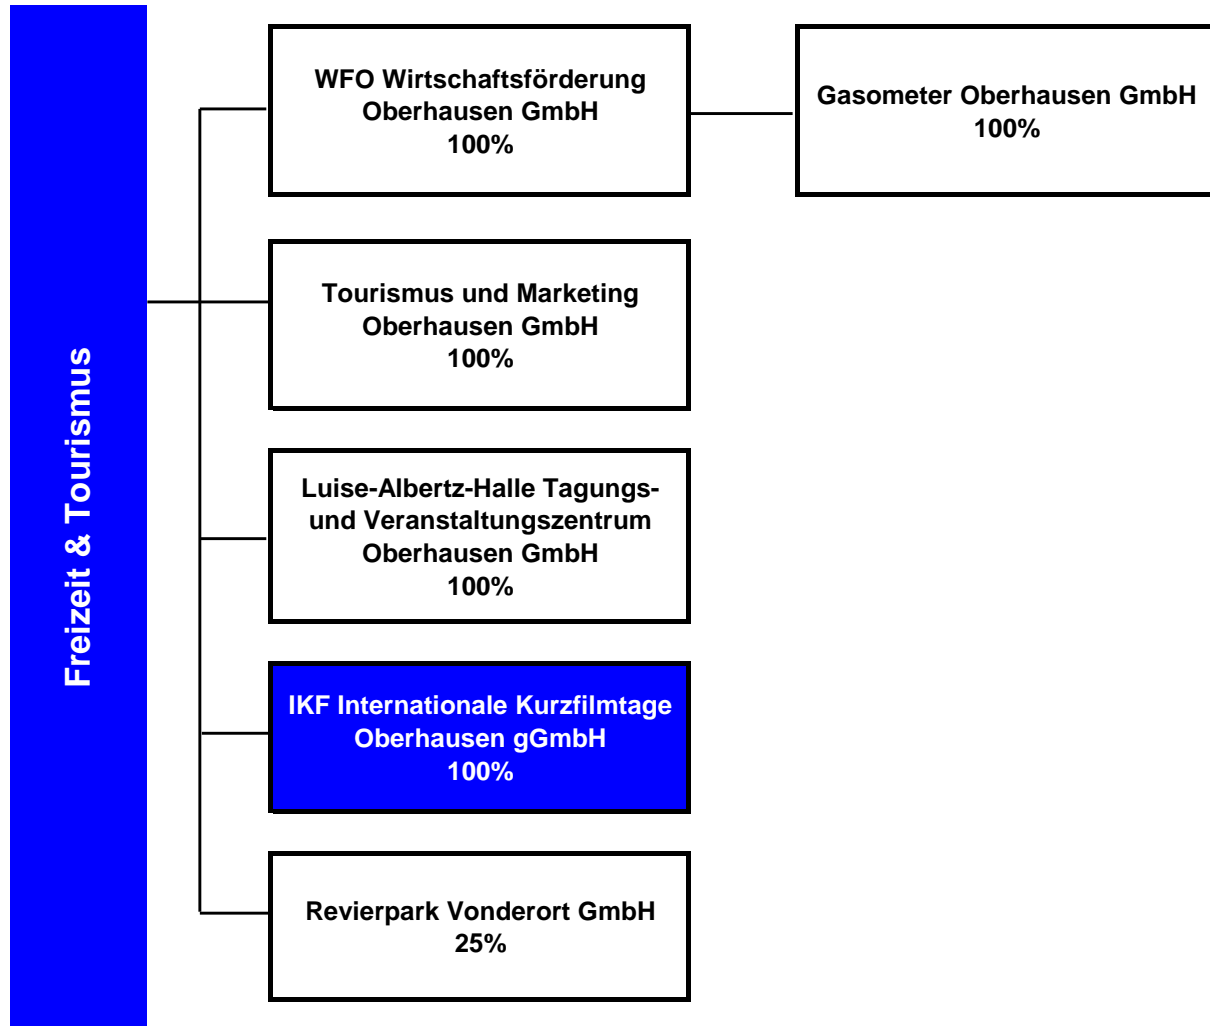 Freizeit & Tourismus
WFO Wirtschaftsförderung
Oberhausen GmbH
100%
Gasometer Oberhausen GmbH
100%
Tourismus und Marketing
Oberhausen GmbH
100%
Luise-Albertz-Halle Tagungs-
und Veranstaltungszentrum
Oberhausen GmbH
100%
IKF Internationale Kurzfilmtage
Oberhausen gGmbH
100%
Revierpark Vonderort GmbH
25%